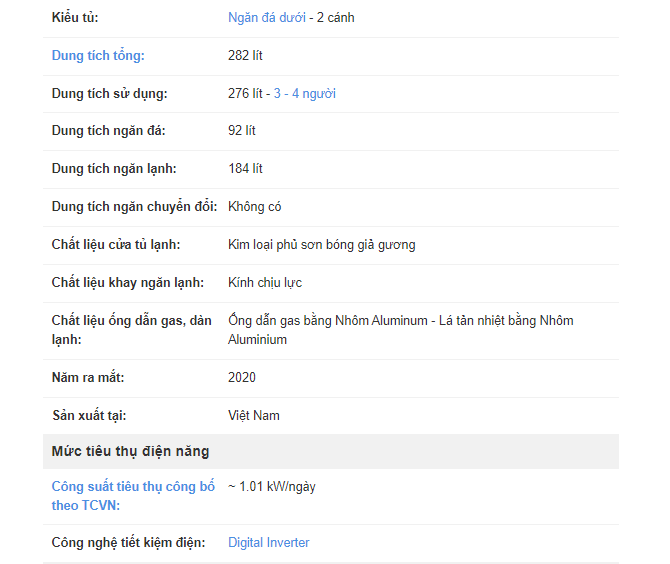 Kiểu tủ: Ngăn đá dưới - 2 cánh
Dung tích tổng: 282 lít
Dung tích sử dụng: 276 lít - 3 - 4 người
Dung tích ngăn đá: 92 lít
Dung tích ngăn lạnh: 184 lít
Dung tích ngăn chuyển đổi: Không có
Chất liệu cửa tủ lạnh: Kim loại phủ sơn bóng giả gương
Chất liệu khay ngăn lạnh: Kính chịu lực
Chất liệu ống dẫn gas, dàn Ống dẫn gas bằng Nhôm Aluminum - Lá tản nhiệt bằng Nhôm
lạnh: Aluminium
Năm ra mắt: 2020
Sản xuất tại: Việt Nam
Mức tiêu thụ điện năng
Công suất tiêu thụ công bố ~ 1.01 kW/ngày
theo TCVN:
Công nghệ tiết kiệm điện: Digital Inverter